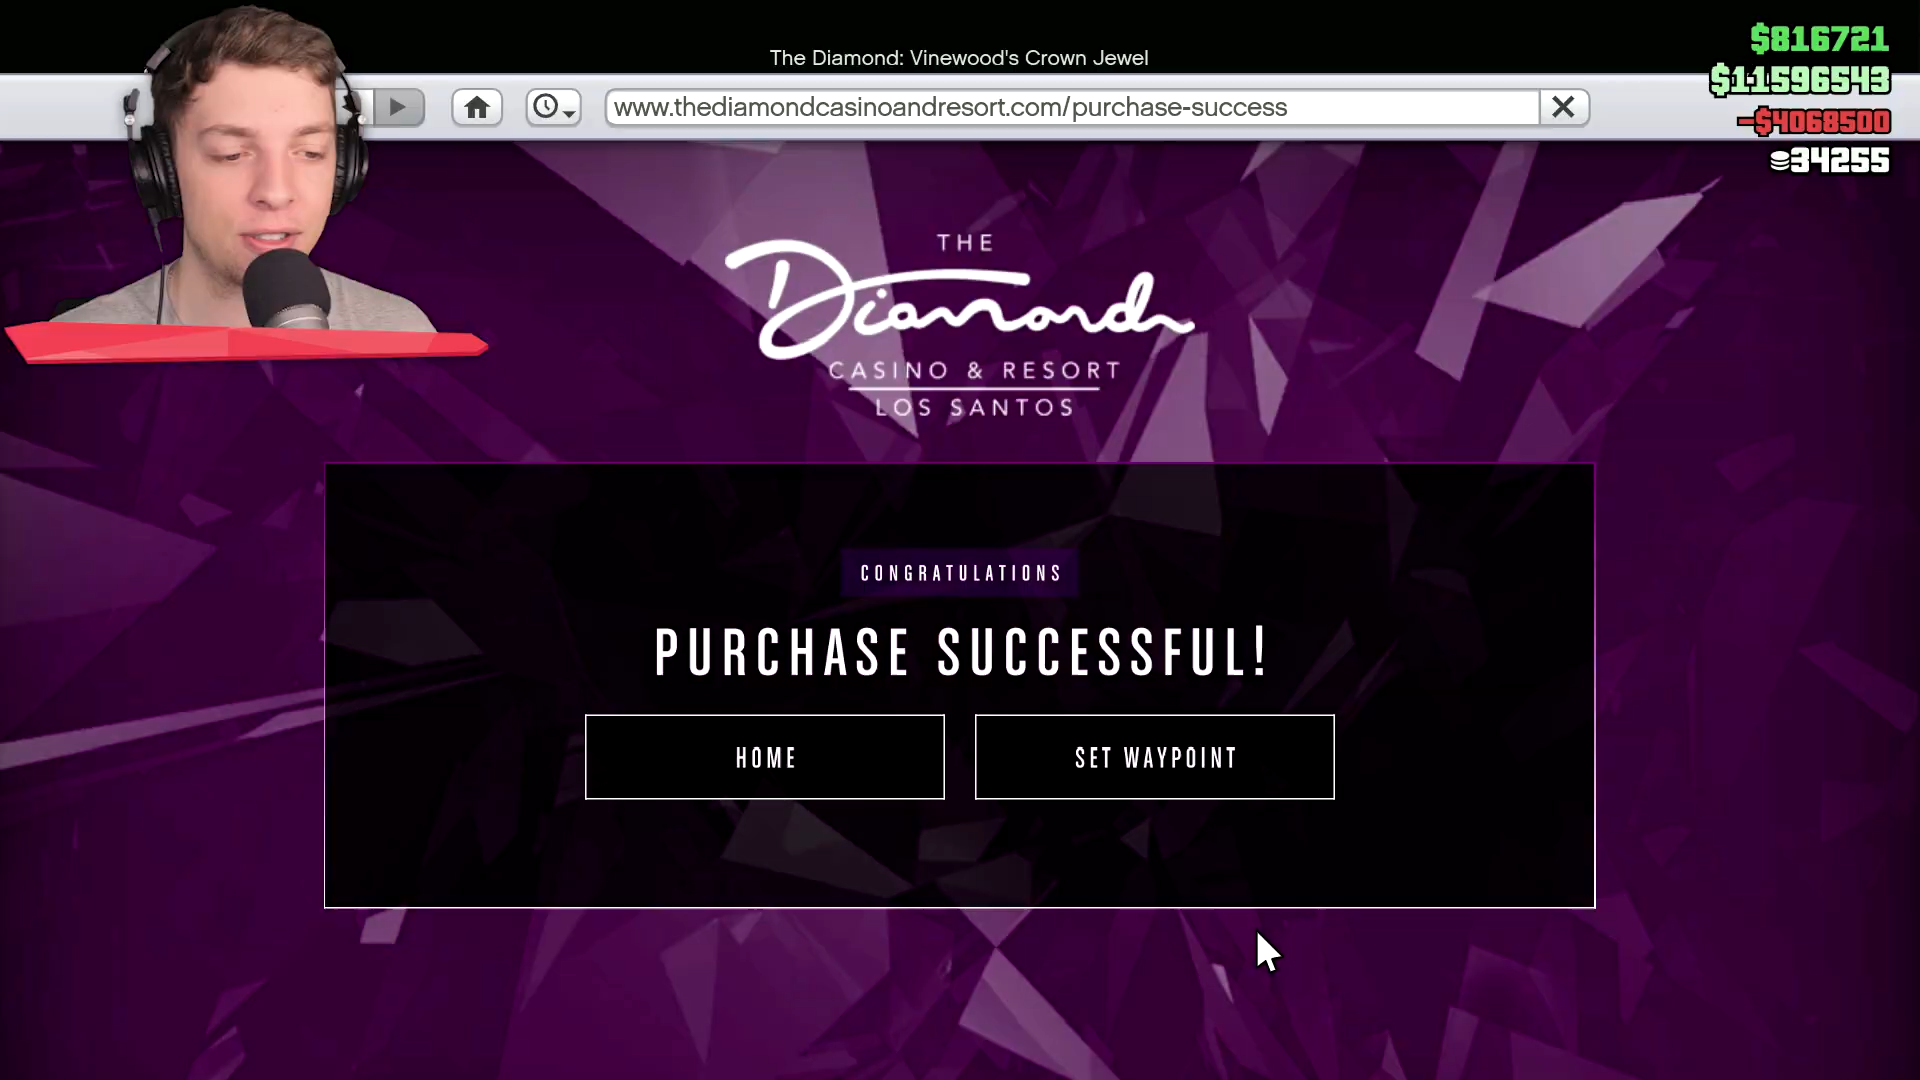 The Diamond: Vinewood's Crown Jewel
www.thediamondcasinoandresort.com/purchase-success
$816721
$11596543
-$4068500
34255
THE
Diamond
CASINO & RESORT
LOS SANTOS
CONGRATULATIONS
PURCHASE SUCCESSFUL!
HOME
SET WAYPOINT